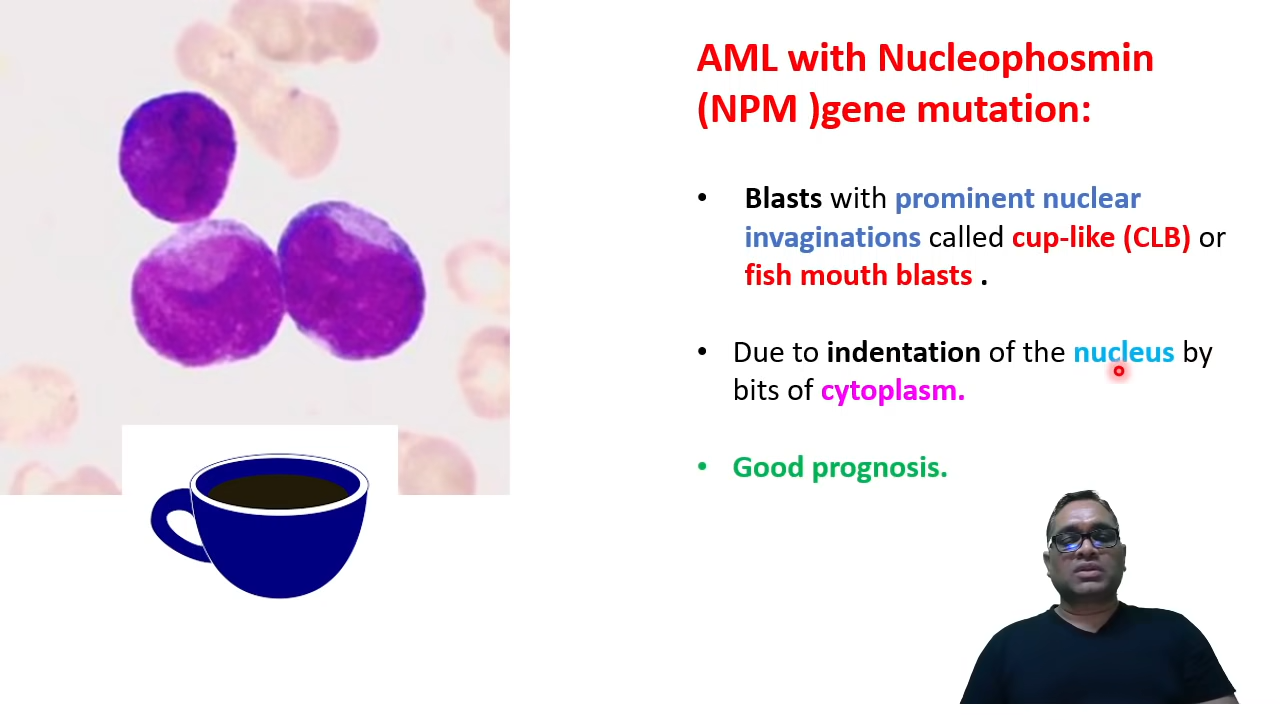 AML with Nucleophosmin
(NPM )gene mutation:
• Blasts with prominent nuclear
invaginations called cup-like (CLB) or
fish mouth blasts .
• Due to indentation of the nucleus by
bits of cytoplasm.
• Good prognosis.